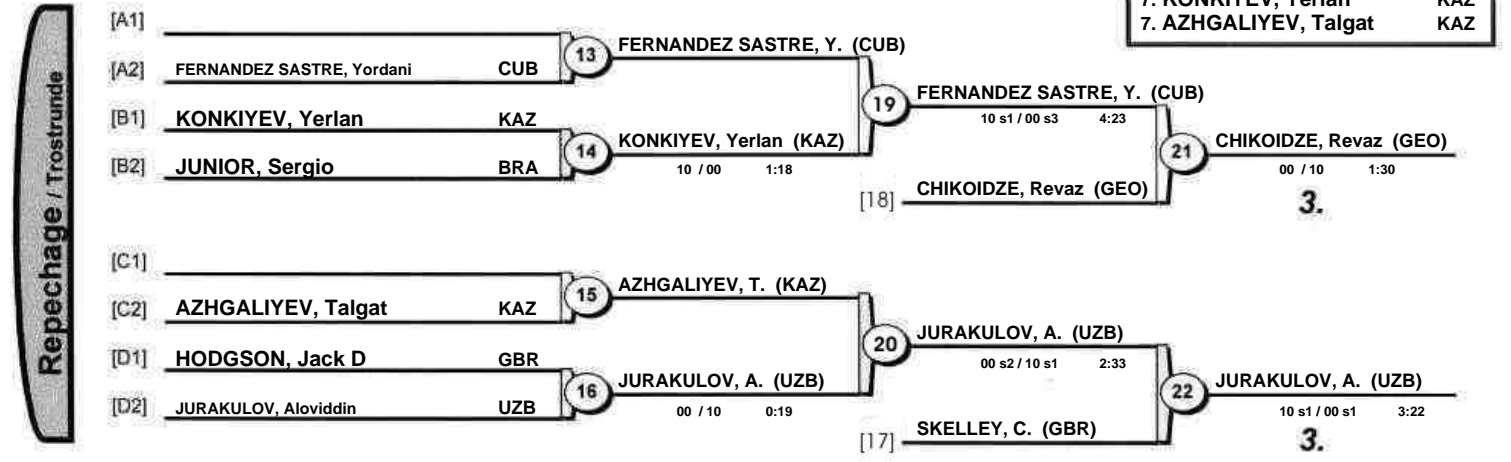 7. KONKIYEV, Yerlan KAZ
7. AZHGALIYEV, Talgat KAZ
Repechage / Trostrunde
[A1]
13 FERNANDEZ SASTRE, Y. (CUB)
[A2] FERNANDEZ SASTRE, Yordani CUB
19 FERNANDEZ SASTRE, Y. (CUB)
10 s1 / 00 s3 4:23
[B1] KONKIYEV, Yerlan KAZ
14 KONKIYEV, Yerlan (KAZ)
10 / 00 1:18
21 CHIKOIDZE, Revaz (GEO)
00 / 10 1:30
[B2] JUNIOR, Sergio BRA
[18] CHIKOIDZE, Revaz (GEO)
3.
[C1]
15 AZHGALIYEV, T. (KAZ)
[C2] AZHGALIYEV, Talgat KAZ
20 JURAKULOV, A. (UZB)
00 s2 / 10 s1 2:33
[D1] HODGSON, Jack D GBR
16 JURAKULOV, A. (UZB)
00 / 10 0:19
22 JURAKULOV, A. (UZB)
10 s1 / 00 s1 3:22
[D2] JURAKULOV, Aloviddin UZB
[17] SKELLEY, C. (GBR)
3.